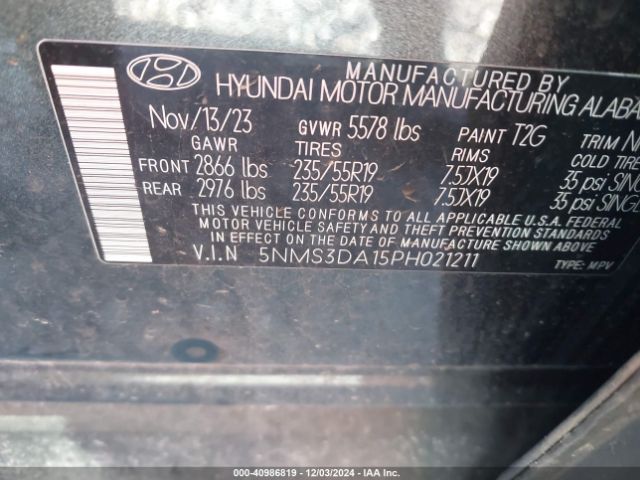 MANUFACTURED BY
HYUNDAI MOTOR MANUFACTURING ALABA
Nov/13/23 GVWR 5578 lbs PAINT T2G TRIM
GAWR TIRES RIMS COLD TIRE
FRONT 2866 lbs 235/55R19 7.5JX19 35 psi SING
REAR 2976 lbs 235/55R19 7.5JX19 35 psi SINGL
THIS VEHICLE CONFORMS TO ALL APPLICABLE U.S.A. FEDERAL
MOTOR VEHICLE SAFETY AND THEFT PREVENTION STANDARDS
IN EFFECT ON THE DATE OF MANUFACTURE SHOWN ABOVE.
V.I.N 5NMS3DA15PH021211 TYPE: MPV
000-40986819 - 12/03/2024 - IAA Inc.